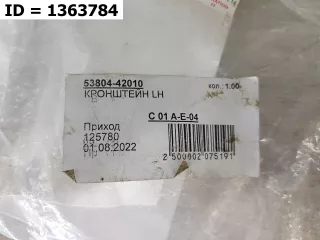 ID = 1363784
53804-42010
кол.: 1.00
КРОНШТЕЙН LH
C 01 A-E-04
Приход
125780
01.08.2022
2 500002 075191